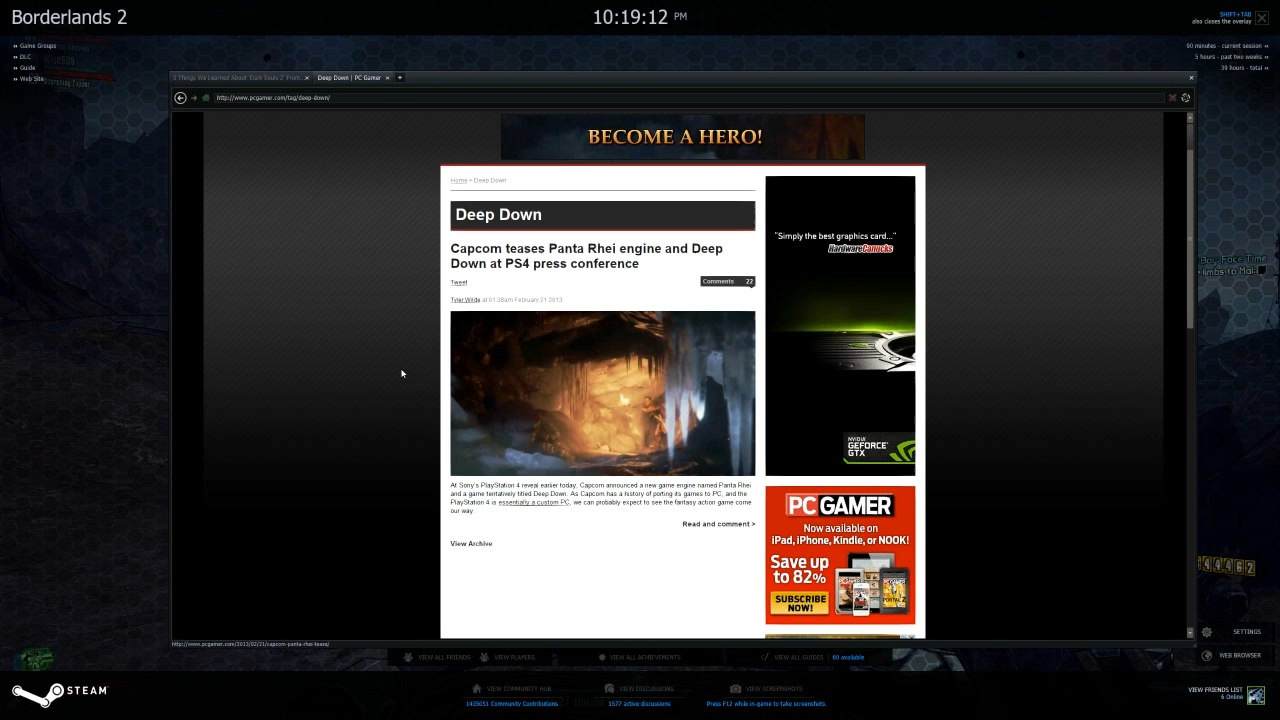 Borderlands 2
10:19:12 PM
SHIFT+TAB
also closes the overlay
Game Groups
DLC
Guide
Web Site
90 minutes - current session
5 hours - past two weeks
39 hours - total
5 Things We Learned About 'Dark Souls 2' From...
Deep Down | PC Gamer
http://www.pcgamer.com/tag/deep-down/
BECOME A HERO!
Home > Deep Down
Deep Down
Capcom teases Panta Rhei engine and Deep
Down at PS4 press conference
Tweet
Comments 22
Tyler Wilde at 01:38am February 21 2013
At Sony's PlayStation 4 reveal earlier today, Capcom announced a new game engine named Panta Rhei
and a game tentatively titled Deep Down. As Capcom has a history of porting its games to PC, and the
PlayStation 4 is essentially a custom PC, we can probably expect to see the fantasy action game come
our way.
Read and comment >
View Archive
"Simply the best graphics card..."
HardwareCanucks
NVIDIA
GEFORCE
GTX
PC GAMER
Now available on
iPad, iPhone, Kindle, or NOOK!
Save up
to 82%
SUBSCRIBE
NOW!
http://www.pcgamer.com/2013/02/21/capcom-panta-rhei-tease/
VIEW ALL FRIENDS
VIEW PLAYERS
VIEW ALL ACHIEVEMENTS
VIEW ALL GUIDES
60 available
SETTINGS
WEB BROWSER
STEAM
VIEW COMMUNITY HUB
1435051 Community Contributions
VIEW DISCUSSIONS
1577 active discussions
VIEW SCREENSHOTS
Press F12 while in-game to take screenshots.
VIEW FRIENDS LIST
6 Online